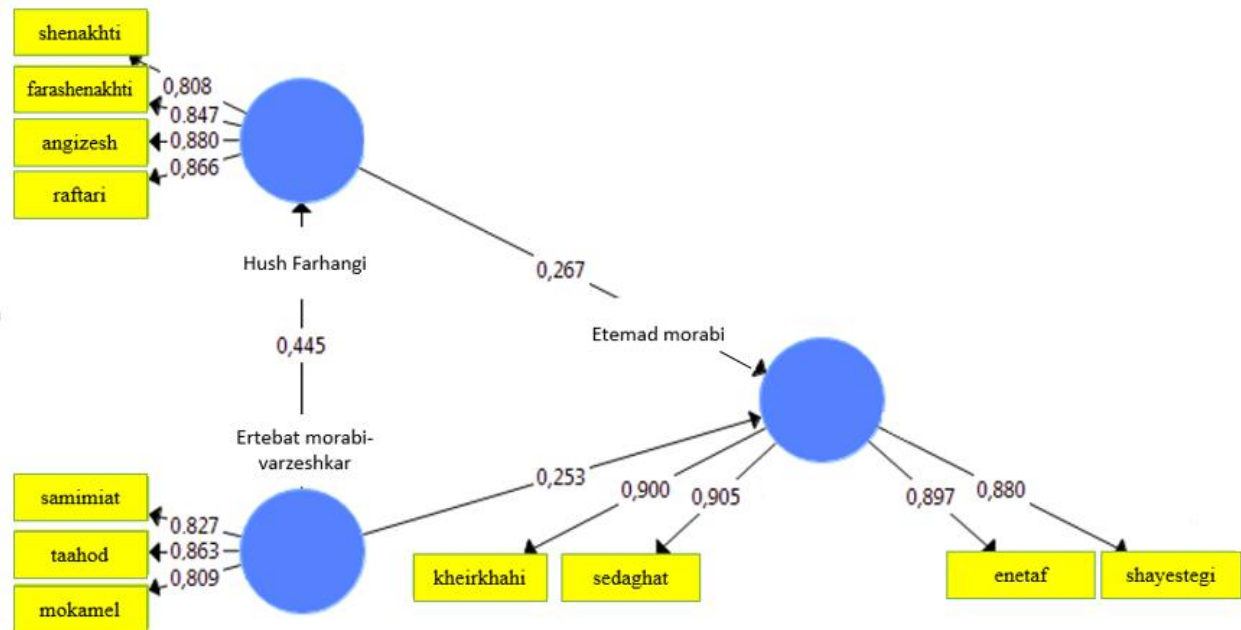 shenakhti
0,808
farashenakhti
0.847
angizesh
0,880
0,866
raftari
Hush Farhangi
0,267
Etemad morabi
0,445
Ertebat morabi-
varzeshkar
samimiat
0.827
taahod
0,863
0,809
mokamel
0,253
0,900
0,905
0,897
0,880
kheirkhahi
sedaghat
enetaf
shayestegi